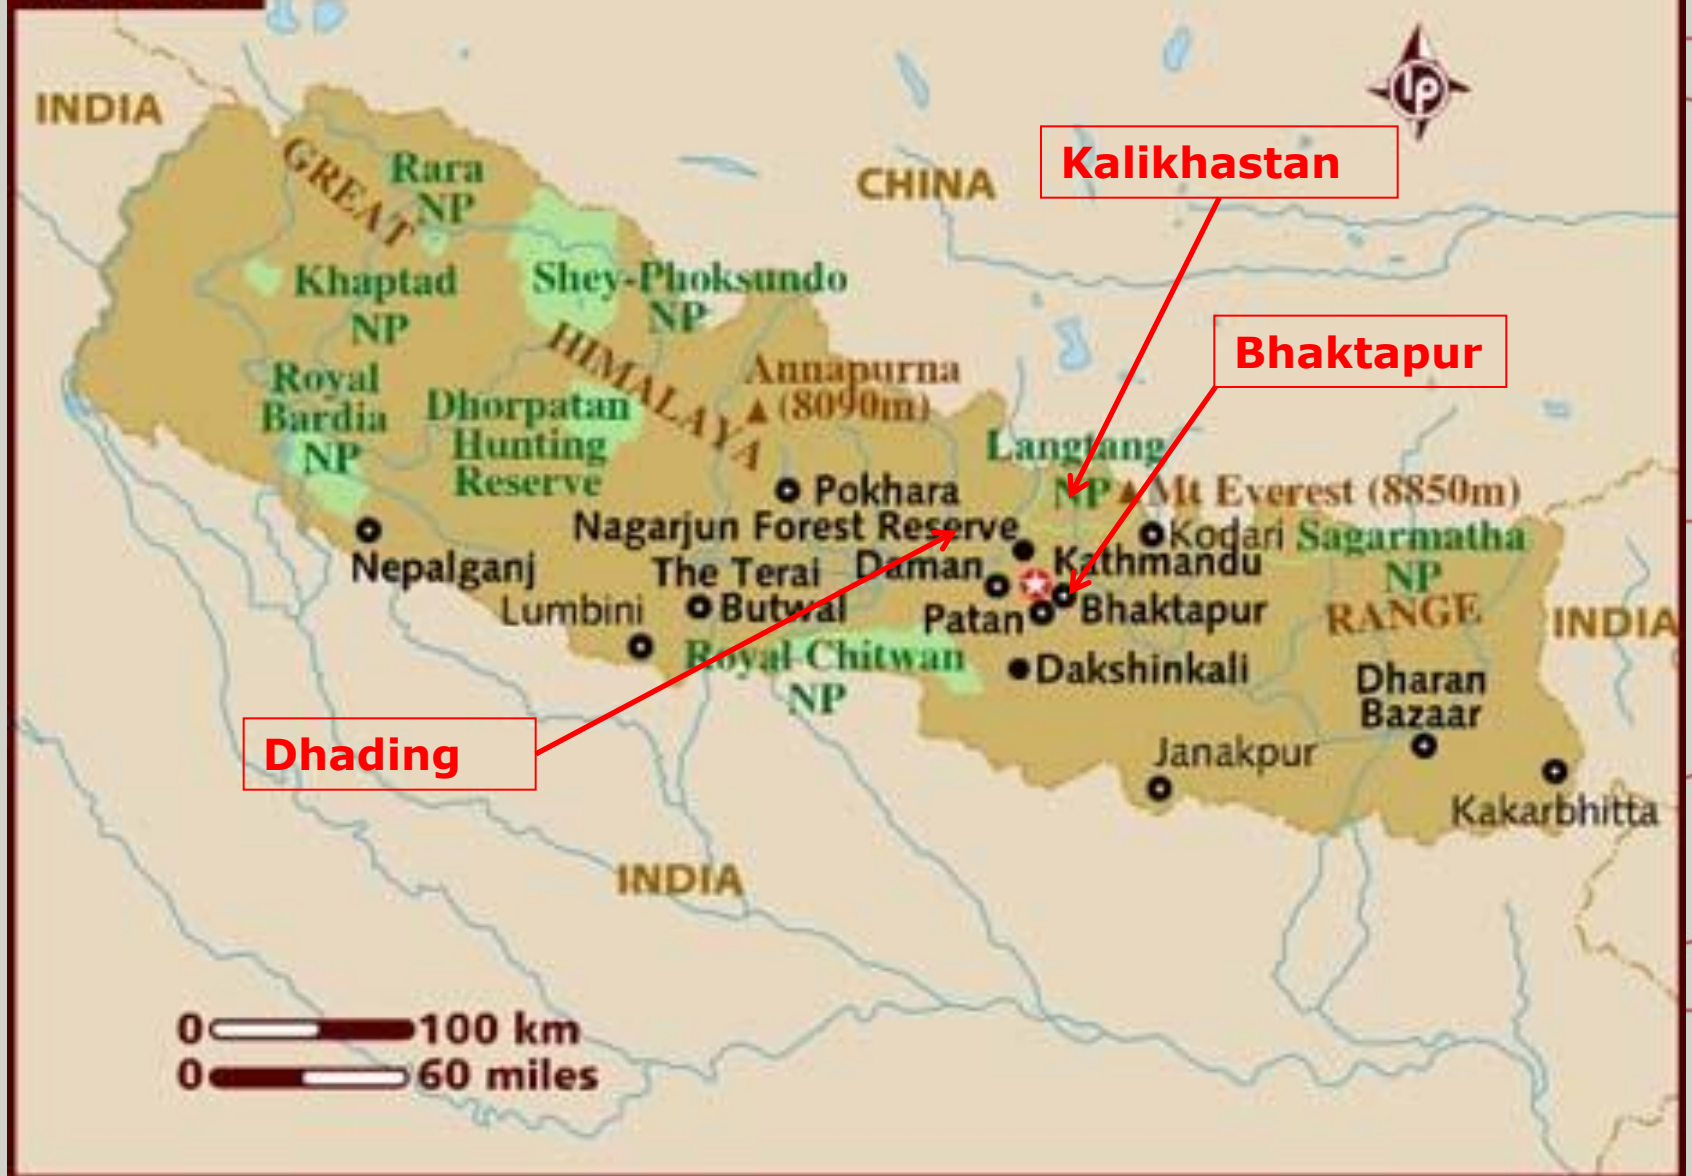 INDIA
GREAT
Rara
NP
CHINA
lp
Kalikhastan
Khaptad
NP
Shey-Phoksundo
NP
HIMALAYA
Bhaktapur
Royal
Bardia
NP
Dhorpatan
Hunting
Reserve
Annapurna
(8090m)
Langtang
NP
Pokhara
Mt Everest (8850m)
Nagarjun Forest Reserve
Kodari
Sagarmatha
NP
Nepalganj
The Terai
Daman
Kathmandu
Lumbini
Butwal
Patan
Bhaktapur
RANGE
INDIA
Royal Chitwan
NP
Dakshinkali
Dharan
Bazaar
Dhading
Janakpur
Kakarbhitta
INDIA
0 100 km
0 60 miles